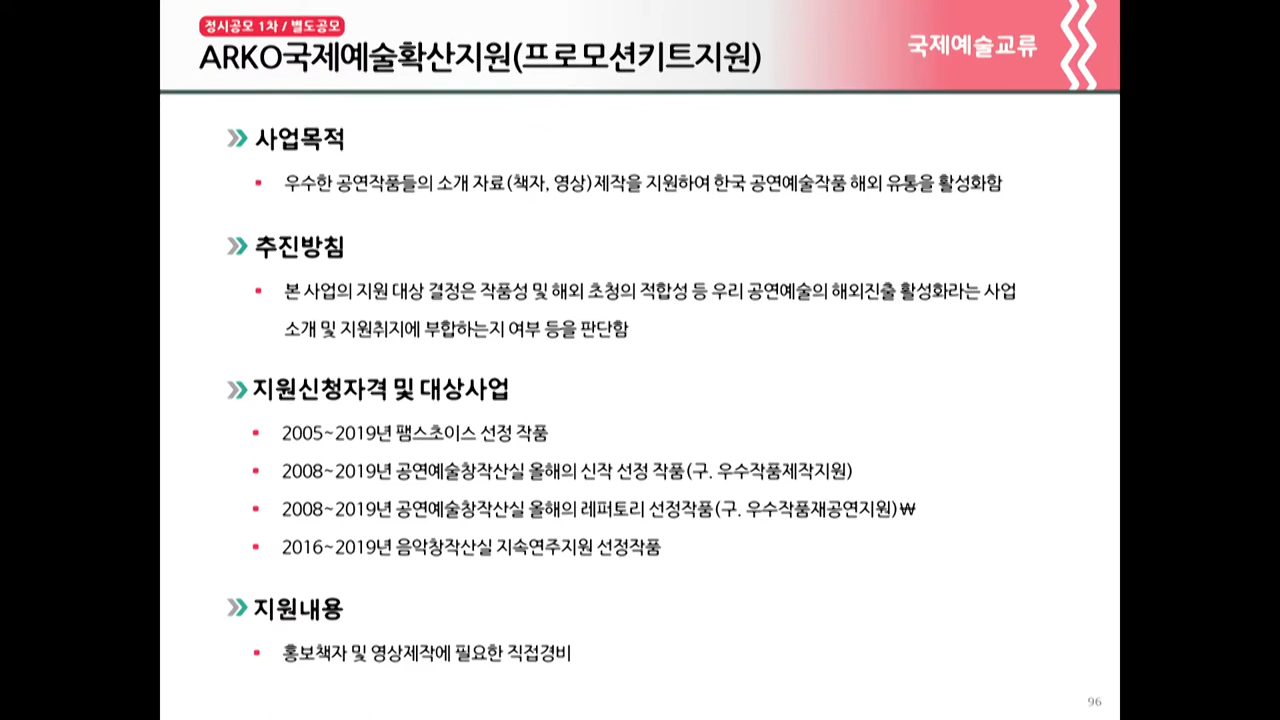 정시공모 1차 / 별도공모
ARKO국제예술확산지원(프로모션키트지원)
국제예술교류
사업목적
우수한 공연작품들의 소개 자료(책자, 영상)제작을 지원하여 한국 공연예술작품 해외 유통을 활성화함
추진방침
본 사업의 지원 대상 결정은 작품성 및 해외 초청의 적합성 등 우리 공연예술의 해외진출 활성화라는 사업
소개 및 지원취지에 부합하는지 여부 등을 판단함
지원신청자격 및 대상사업
2005~2019년 팸스초이스 선정 작품
2008~2019년 공연예술창작산실 올해의 신작 선정 작품(구. 우수작품제작지원)
2008~2019년 공연예술창작산실 올해의 레퍼토리 선정작품(구. 우수작품재공연지원)₩
2016~2019년 음악창작산실 지속연주지원 선정작품
지원내용
홍보책자 및 영상제작에 필요한 직접경비
96